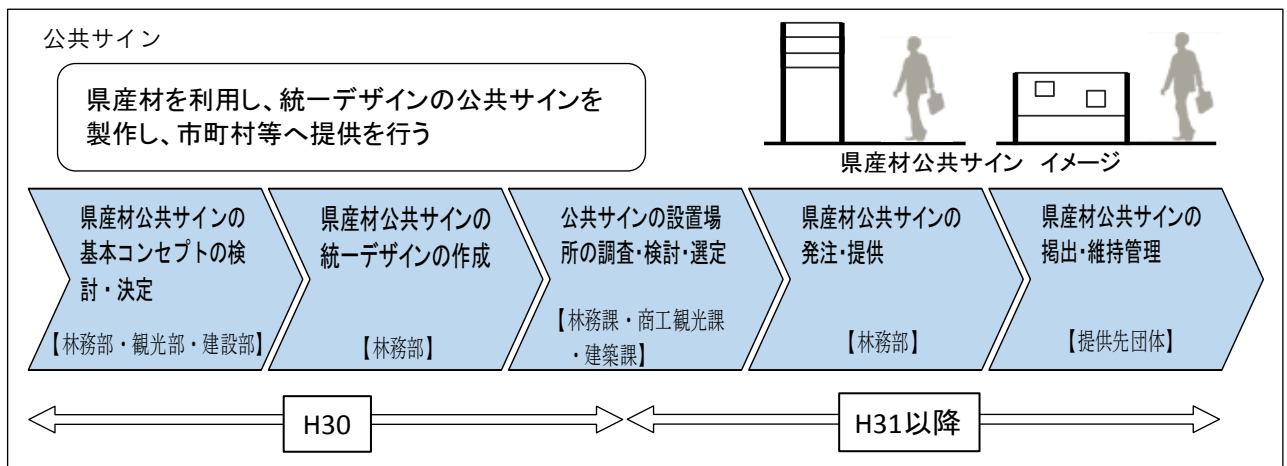 公共サイン
県産材を利用し、統一デザインの公共サインを
製作し、市町村等へ提供を行う
県産材公共サイン イメージ
県産材公共サインの
基本コンセプトの検
討・決定
【林務部・観光部・建設部】
県産材公共サインの
統一デザインの作成
【林務部】
公共サインの設置場
所の調査・検討・選定
【林務課・商工観光課
・建築課】
県産材公共サインの
発注・提供
【林務部】
県産材公共サインの
掲出・維持管理
【提供先団体】
H30
H31以降